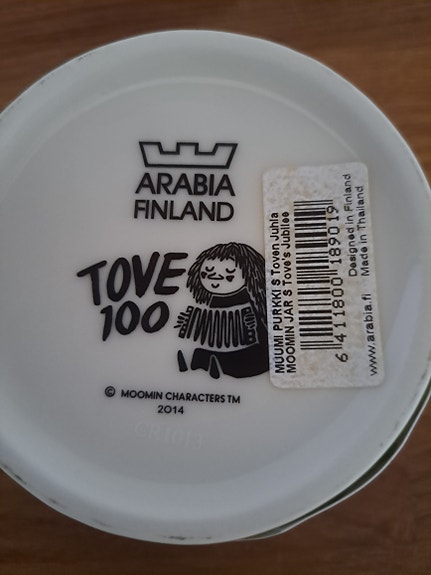 ARABIA
FINLAND
TOVE
100
© MOOMIN CHARACTERS TM
2014
MUUMI PURKKI S Toven Juhla
MOOMIN JAR S Tove's Jubilee
6 411800 189019
Designed in Finland
Made in Thailand
www.arabia.fi